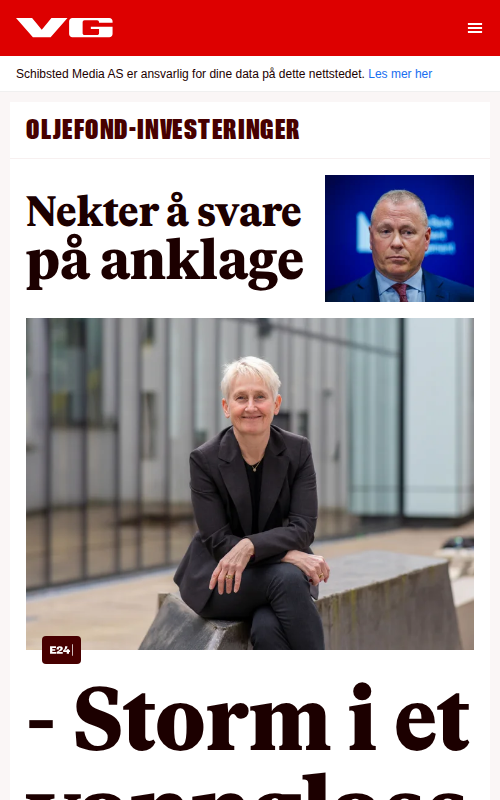 VG
Schibsted Media AS er ansvarlig for dine data på dette nettstedet. Les mer her
OLJEFOND-INVESTERINGER
Nekter å svare
på anklage
E24
- Storm i et